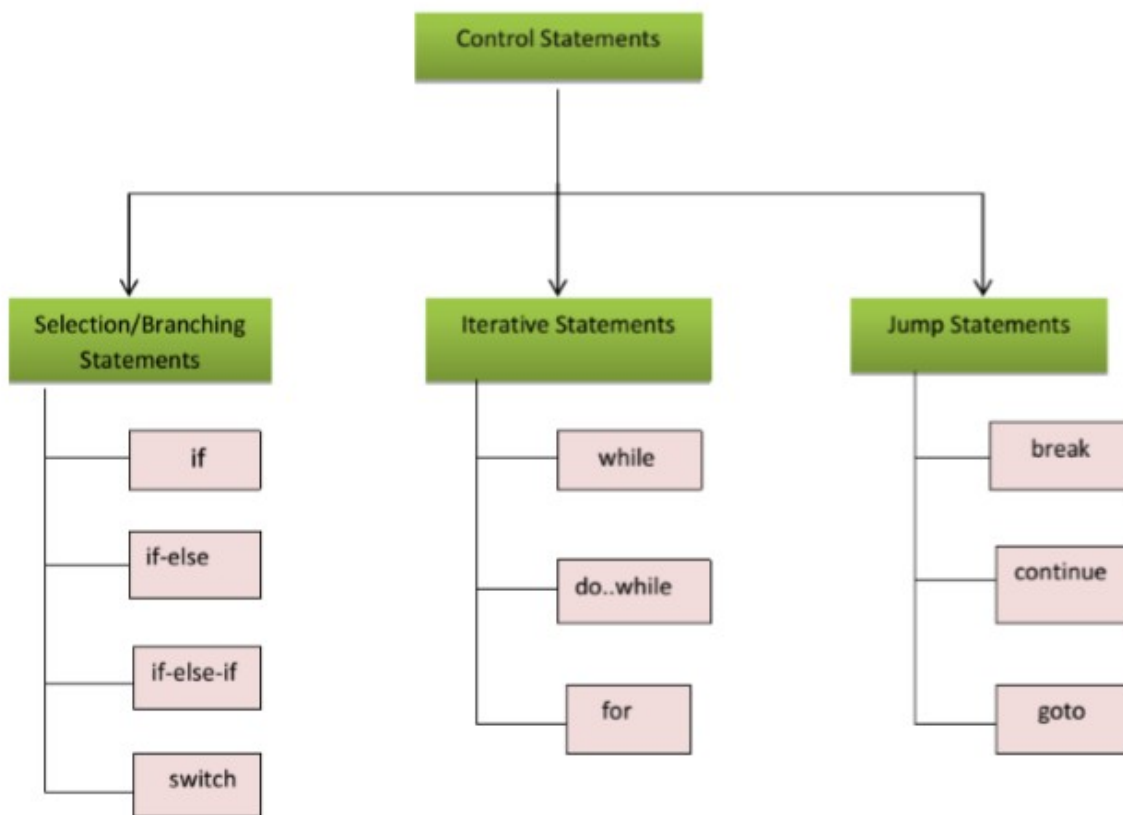 Control Statements
Selection/Branching
Statements
if
if-else
if-else-if
switch
Iterative Statements
while
do..while
for
Jump Statements
break
continue
goto